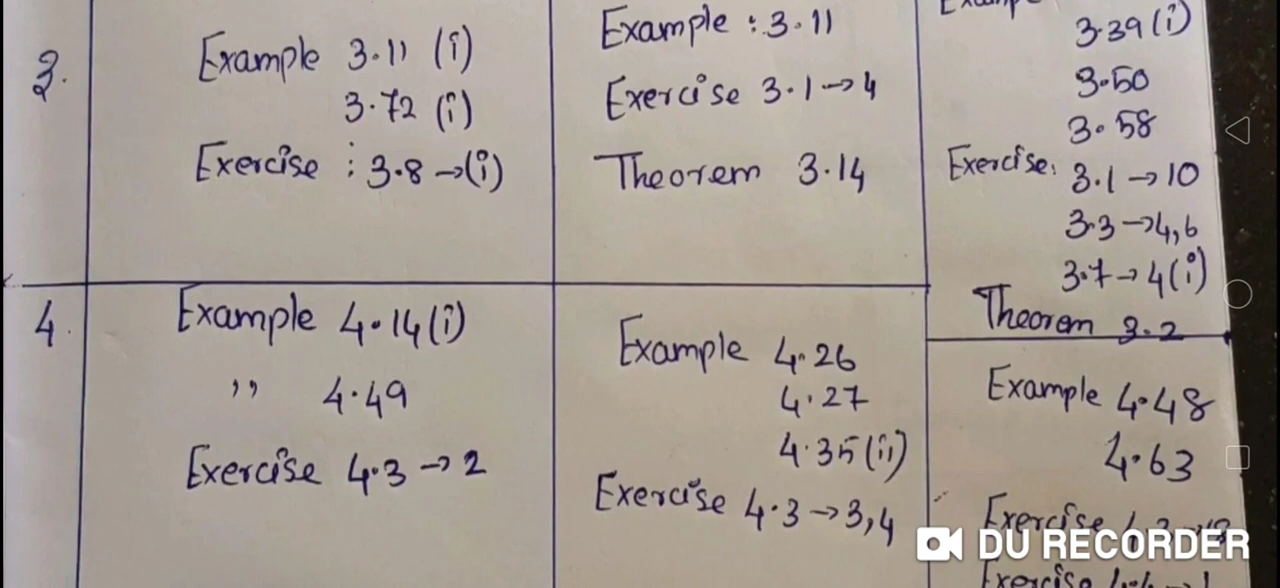 3.
Example 3.11 (i)
3.72 (i)
Exercise : 3.8 → (i)
Example : 3.11
Exercise 3.1 → 4
Theorem 3.14
3.39 (i)
3.50
3.58
Exercise: 3.1 → 10
3.3 → 4,6
3.7 → 4(i)
Theorem 3.2
4.
Example 4.14 (i)
,, 4.49
Exercise 4.3 → 2
Example 4.26
4.27
4.35 (ii)
Exercise 4.3 → 3,4
Example 4.48
4.63
Exercise
Exercise
DU RECORDER